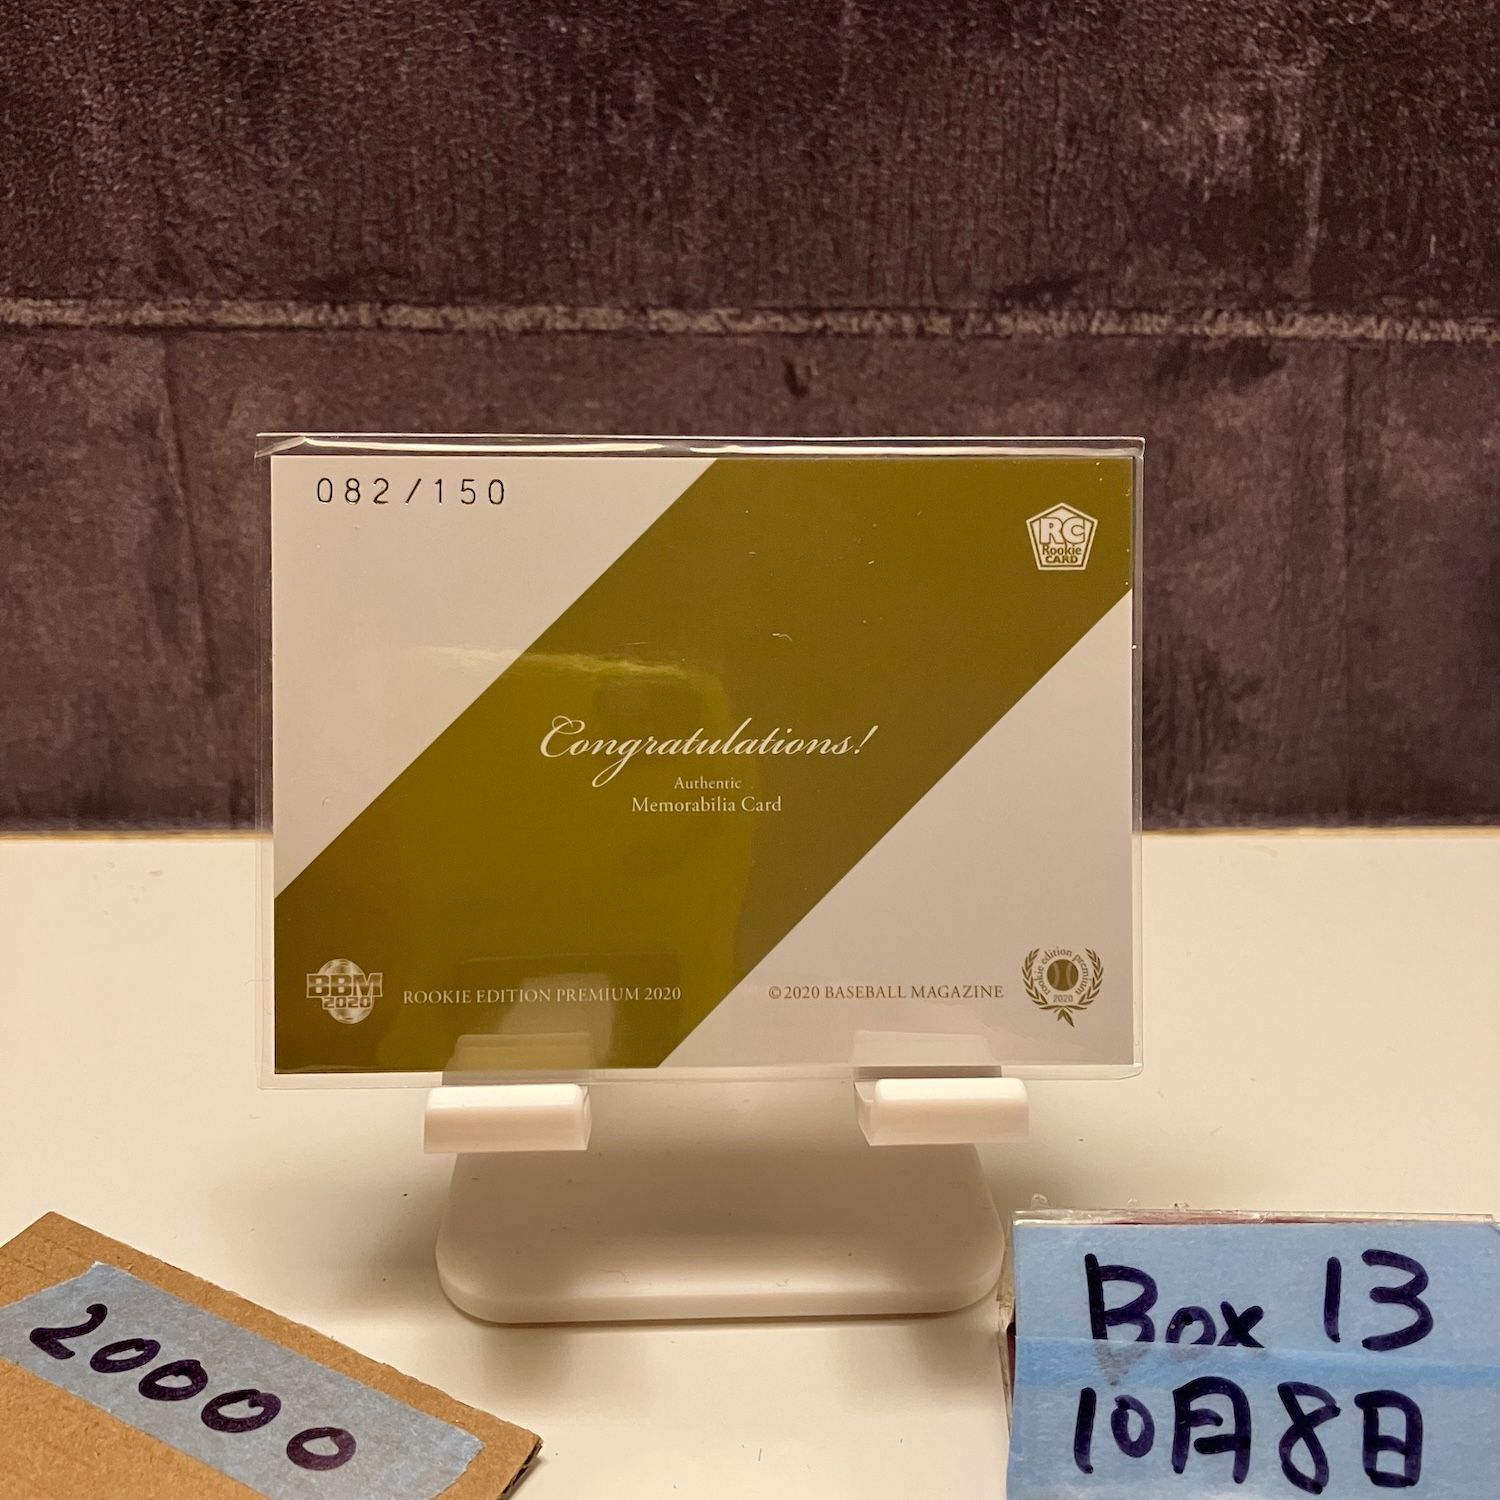 082/150
RC
Rookie
CARD
Congratulations!
Authentic
Memorabilia Card
BBM
2020
ROOKIE EDITION PREMIUM 2020
©2020 BASEBALL MAGAZINE
rookie edition premium
2020
20000
Box 13
10月8日